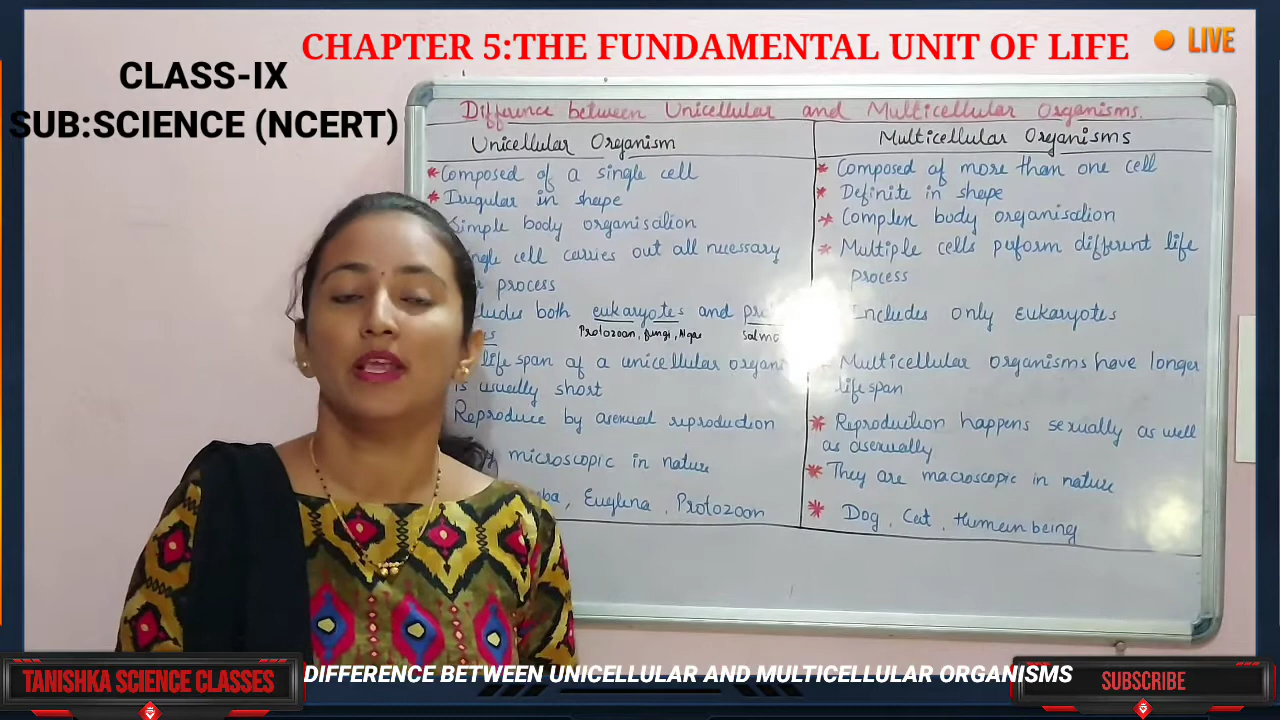 CHAPTER 5:THE FUNDAMENTAL UNIT OF LIFE
LIVE
CLASS-IX
SUB:SCIENCE (NCERT)
Difference between Unicellular and Multicellular Organisms.
Unicellular Organism
Composed of a single cell
Irregular in shape
Simple body organisation
cell carries out all necessary
process
both eukaryotes and
Protozoan, fungi, Algae
life span of a unicellular
is usually short
Reproduce by asexual reproduction
microscopic in nature
Euglena, Protozoan
Multicellular Organisms
Composed of more than one cell
Definite in shape
Complex body organisation
Multiple cells perform different life
process
Includes only Eukaryotes
Multicellular organisms have longer
life span
Reproduction happens sexually as well
as asexually
They are macroscopic in nature
Dog, Cat, Human being
DIFFERENCE BETWEEN UNICELLULAR AND MULTICELLULAR ORGANISMS
TANISHKA SCIENCE CLASSES
SUBSCRIBE